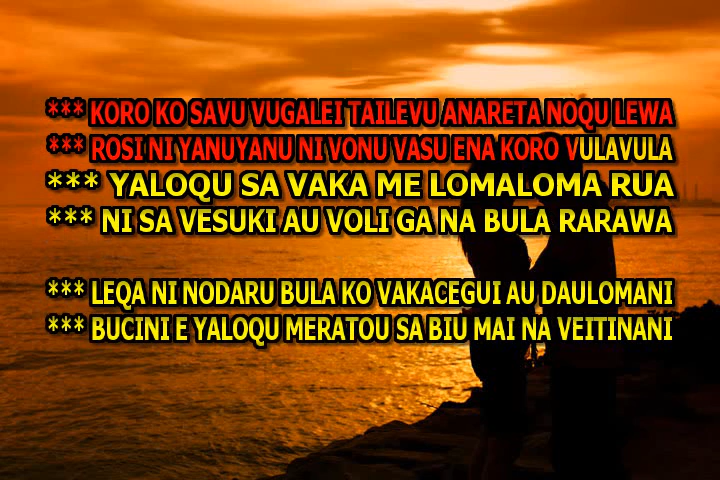 *** KORO KO SAVU VUGALEI TAILEVU ANARETA NOQU LEWA
*** ROSI NI YANUYANU NI VONU VASU ENA KORO VULAVULA
*** YALOQU SA VAKA ME LOMALOMA RUA
*** NI SA VESUKI AU VOLI GA NA BULA RARAWA
*** LEQA NI NODARU BULA KO VAKACEGUI AU DAULOMANI
*** BUCINI E YALOQU MERATOU SA BIU MAI NA VEITINANI